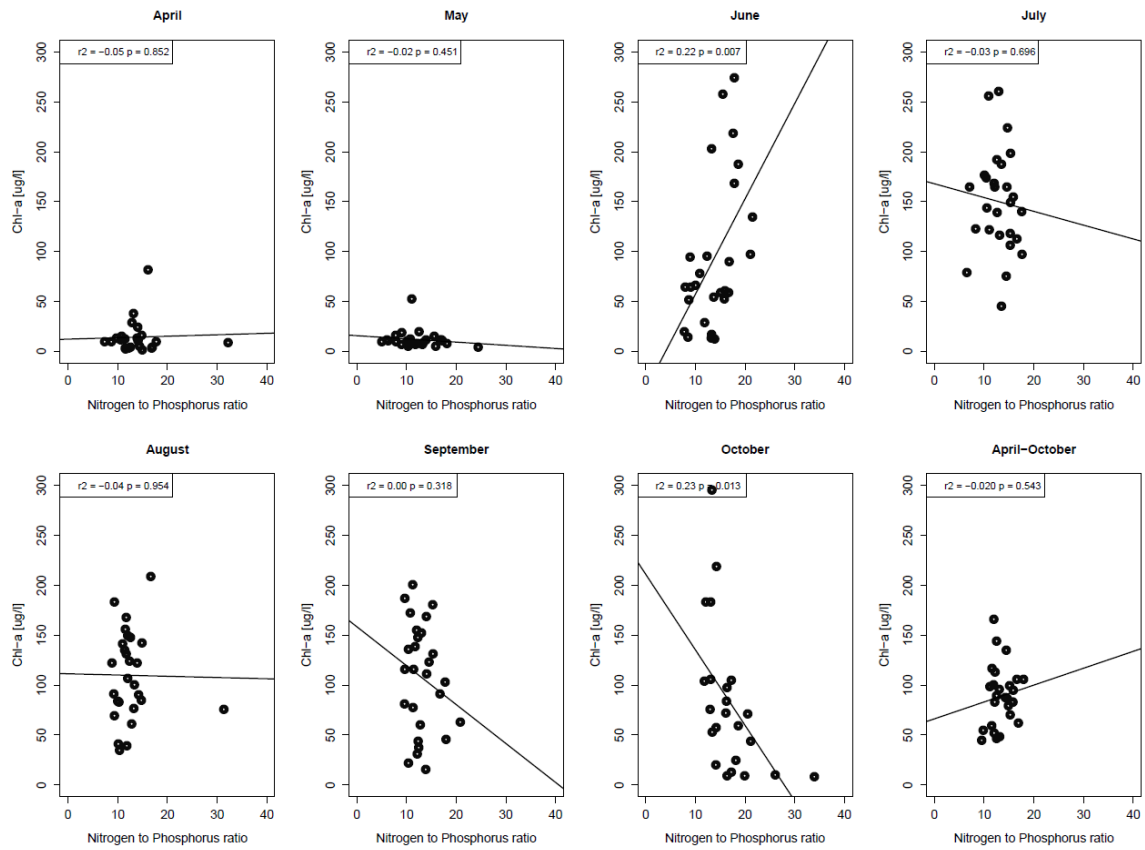 April
r2 = −0.05 p = 0.852
Chl−a [ug/l]
300
250
200
150
100
50
0
0 10 20 30 40
Nitrogen to Phosphorus ratio
May
r2 = −0.02 p = 0.451
Chl−a [ug/l]
300
250
200
150
100
50
0
0 10 20 30 40
Nitrogen to Phosphorus ratio
June
r2 = 0.22 p = 0.007
Chl−a [ug/l]
300
250
200
150
100
50
0
0 10 20 30 40
Nitrogen to Phosphorus ratio
July
r2 = −0.03 p = 0.696
Chl−a [ug/l]
300
250
200
150
100
50
0
0 10 20 30 40
Nitrogen to Phosphorus ratio
August
r2 = −0.04 p = 0.954
Chl−a [ug/l]
300
250
200
150
100
50
0
0 10 20 30 40
Nitrogen to Phosphorus ratio
September
r2 = 0.00 p = 0.318
Chl−a [ug/l]
300
250
200
150
100
50
0
0 10 20 30 40
Nitrogen to Phosphorus ratio
October
r2 = 0.23 p = 0.013
Chl−a [ug/l]
300
250
200
150
100
50
0
0 10 20 30 40
Nitrogen to Phosphorus ratio
April−October
r2 = −0.020 p = 0.543
Chl−a [ug/l]
300
250
200
150
100
50
0
0 10 20 30 40
Nitrogen to Phosphorus ratio